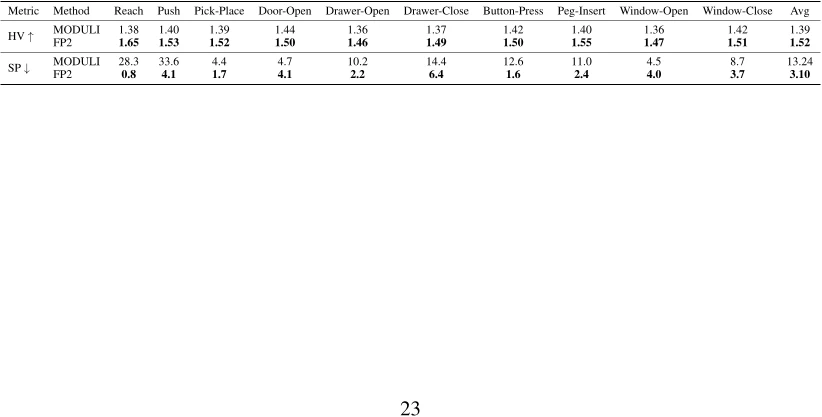 Metric Method Reach Push Pick-Place Door-Open Drawer-Open Drawer-Close Button-Press Peg-Insert Window-Open Window-Close Avg
HV ↑ MODULI 1.38 1.40 1.39 1.44 1.36 1.37 1.42 1.40 1.36 1.42 1.39
FP2 1.65 1.53 1.52 1.50 1.46 1.49 1.50 1.55 1.47 1.51 1.52
SP ↓ MODULI 28.3 33.6 4.4 4.7 10.2 14.4 12.6 11.0 4.5 8.7 13.24
FP2 0.8 4.1 1.7 4.1 2.2 6.4 1.6 2.4 4.0 3.7 3.10
23